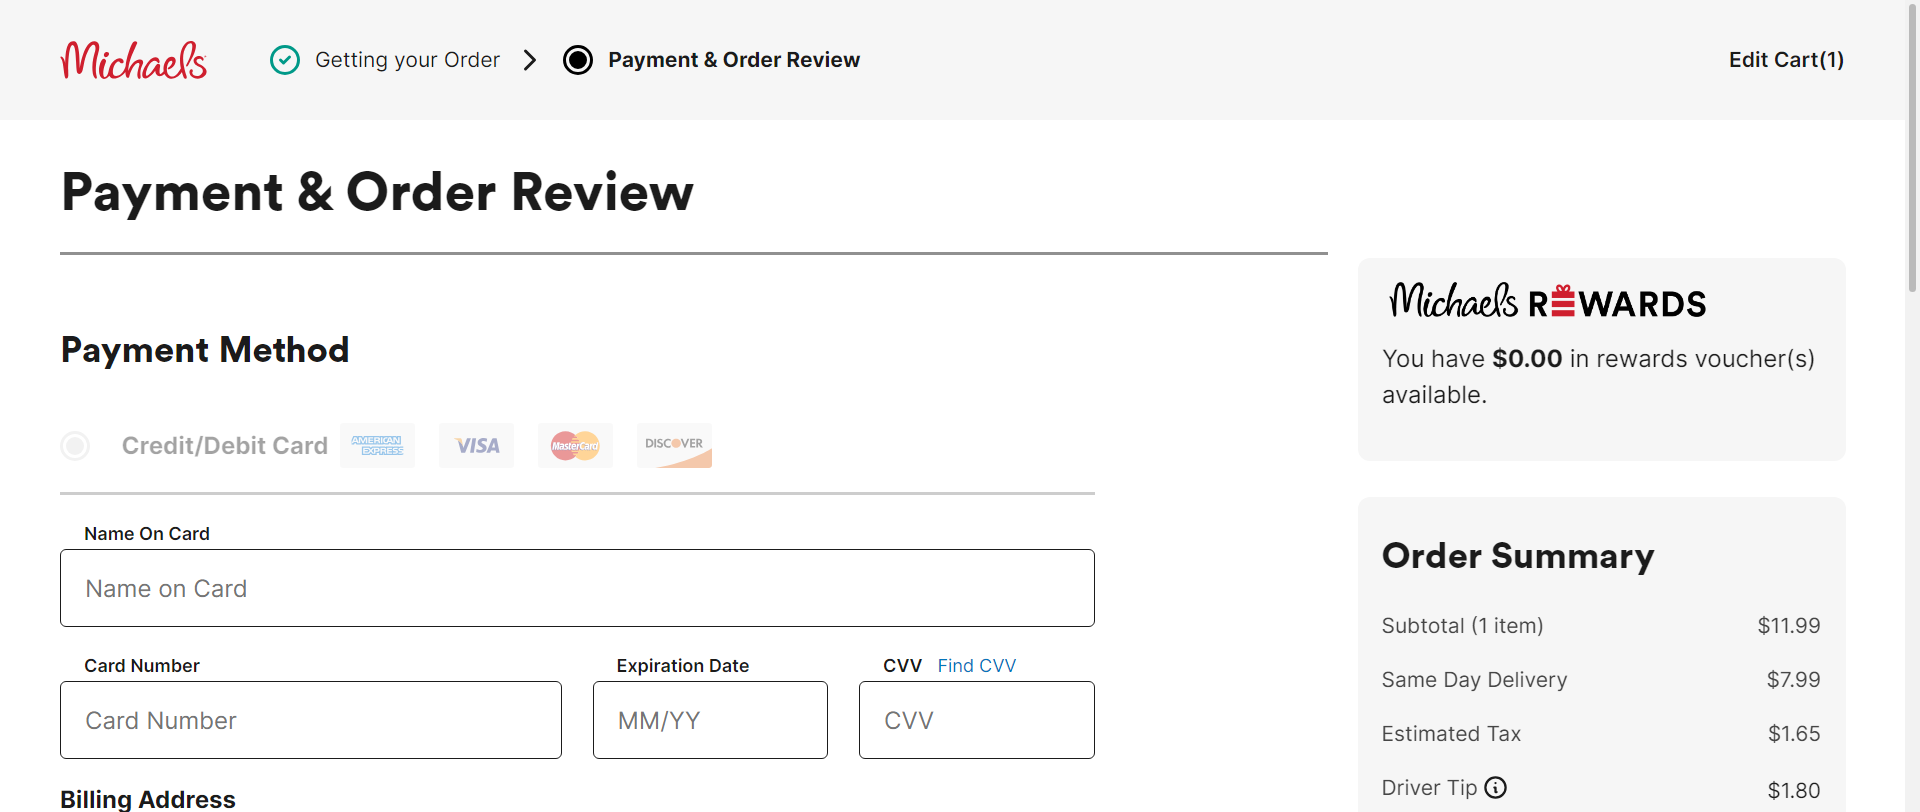 Michaels
Getting your Order
Payment & Order Review
Edit Cart(1)
Payment & Order Review
Payment Method
Credit/Debit Card
AMERICAN
EXPRESS
VISA
MasterCard
DISCOVER
Name On Card
Name on Card
Card Number
Expiration Date
CVV Find CVV
Card Number
MM/YY
CVV
Billing Address
Michaels REWARDS
You have $0.00 in rewards voucher(s)
available.
Order Summary
Subtotal (1 item) $11.99
Same Day Delivery $7.99
Estimated Tax $1.65
Driver Tip $1.80